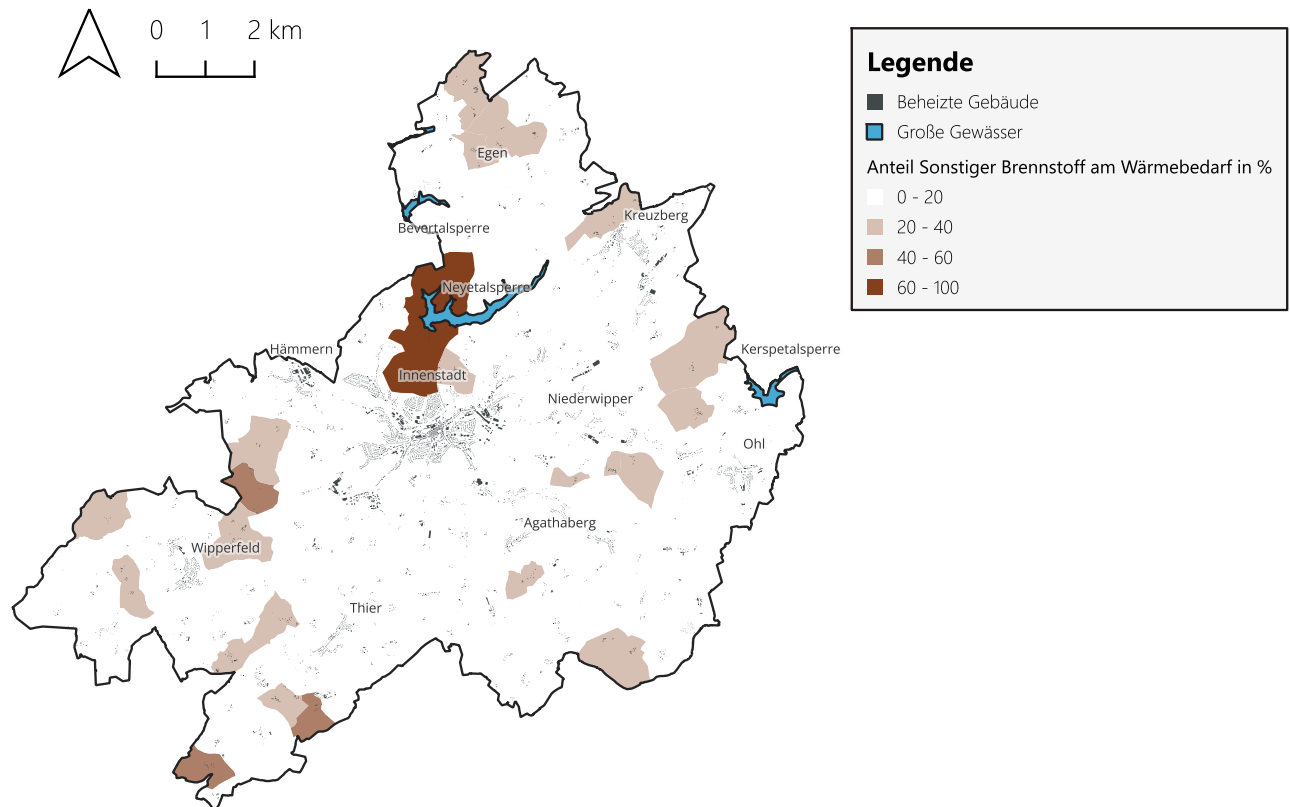 0 1 2 km
Legende
Beheizte Gebäude
Große Gewässer
Anteil Sonstiger Brennstoff am Wärmebedarf in %
0 - 20
20 - 40
40 - 60
60 - 100
Egen
Kreuzberg
Bevertalsperre
Neyetalsperre
Hämmern
Kerspetalsperre
Innenstadt
Niederwipper
Ohl
Agathaberg
Wipperfeld
Thier